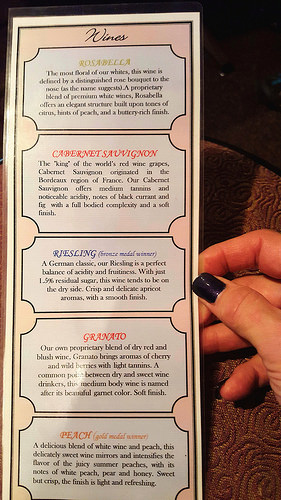 Wines
ROSABELLA
The most floral of our whites, this wine is
defined by a distinguished rose bouquet to the
nose (as the name suggests).A proprietary
blend of premium white wines, Rosabella
offers an elegant structure built upon tones of
citrus, hints of peach, and a buttery-rich finish.
CABERNET SAUVIGNON
The "king" of the world's red wine grapes,
Cabernet Sauvignon originated in the
Bordeaux region of France. Our Cabernet
Sauvignon offers medium tannins and
noticeable acidity, notes of black currant and
fig with a full bodied complexity and a soft
finish.
RIESLING (bronze medal winner)
A German classic, our Riesling is a perfect
balance of acidity and fruitiness. With just
1.5% residual sugar, this wine tends to be on
the dry side. Crisp and delicate apricot
aromas, with a smooth finish.
GRANATO
Our own proprietary blend of dry red and
blush wine, Granato brings aromas of cherry
and wild berries with light tannins. A
common point between dry and sweet wine
drinkers, this medium body wine is named
after its beautiful garnet color. Soft finish.
PEACH (gold medal winner)
A delicious blend of white wine and peach, this
delicately sweet wine mirrors and intensifies the
flavor of the juicy summer peaches, with its
notes of white peach, pear and honey. Sweet
but crisp, the finish is light and refreshing.